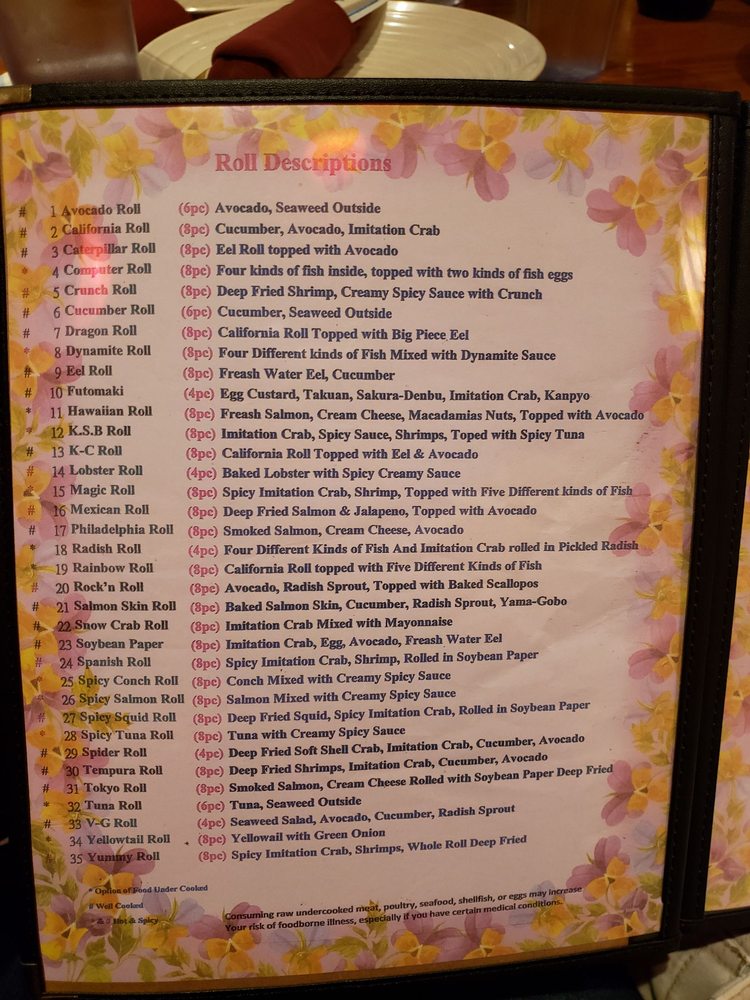 Roll Descriptions
# 1 Avocado Roll (6pc) Avocado, Seaweed Outside
# 2 California Roll (8pc) Cucumber, Avocado, Imitation Crab
# 3 Caterpillar Roll (8pc) Eel Roll topped with Avocado
* 4 Computer Roll (8pc) Four kinds of fish inside, topped with two kinds of fish eggs
# 5 Crunch Roll (8pc) Deep Fried Shrimp, Creamy Spicy Sauce with Crunch
# 6 Cucumber Roll (6pc) Cucumber, Seaweed Outside
# 7 Dragon Roll (8pc) California Roll Topped with Big Piece Eel
* 8 Dynamite Roll (8pc) Four Different kinds of Fish Mixed with Dynamite Sauce
# 9 Eel Roll (8pc) Freash Water Eel, Cucumber
# 10 Futomaki (4pc) Egg Custard, Takuan, Sakura-Denbu, Imitation Crab, Kanpyo
* 11 Hawaiian Roll (8pc) Freash Salmon, Cream Cheese, Macadamias Nuts, Topped with Avocado
* 12 K.S.B Roll (8pc) Imitation Crab, Spicy Sauce, Shrimps, Toped with Spicy Tuna
# 13 K-C Roll (8pc) California Roll Topped with Eel & Avocado
# 14 Lobster Roll (4pc) Baked Lobster with Spicy Creamy Sauce
* 15 Magic Roll (8pc) Spicy Imitation Crab, Shrimp, Topped with Five Different kinds of Fish
# 16 Mexican Roll (8pc) Deep Fried Salmon & Jalapeno, Topped with Avocado
# 17 Philadelphia Roll (8pc) Smoked Salmon, Cream Cheese, Avocado
* 18 Radish Roll (4pc) Four Different Kinds of Fish And Imitation Crab rolled in Pickled Radish
* 19 Rainbow Roll (8pc) California Roll topped with Five Different Kinds of Fish
# 20 Rock'n Roll (8pc) Avocado, Radish Sprout, Topped with Baked Scallopos
# 21 Salmon Skin Roll (8pc) Baked Salmon Skin, Cucumber, Radish Sprout, Yama-Gobo
# 22 Snow Crab Roll (8pc) Imitation Crab Mixed with Mayonnaise
# 23 Soybean Paper (8pc) Imitation Crab, Egg, Avocado, Freash Water Eel
# 24 Spanish Roll (8pc) Spicy Imitation Crab, Shrimp, Rolled in Soybean Paper
25 Spicy Conch Roll (8pc) Conch Mixed with Creamy Spicy Sauce
* 26 Spicy Salmon Roll (8pc) Salmon Mixed with Creamy Spicy Sauce
# 27 Spicy Squid Roll (8pc) Deep Fried Squid, Spicy Imitation Crab, Rolled in Soybean Paper
* 28 Spicy Tuna Roll (8pc) Tuna with Creamy Spicy Sauce
# 29 Spider Roll (4pc) Deep Fried Soft Shell Crab, Imitation Crab, Cucumber, Avocado
# 30 Tempura Roll (8pc) Deep Fried Shrimps, Imitation Crab, Cucumber, Avocado
# 31 Tokyo Roll (8pc) Smoked Salmon, Cream Cheese Rolled with Soybean Paper Deep Fried
* 32 Tuna Roll (6pc) Tuna, Seaweed Outside
# 33 V-G Roll (4pc) Seaweed Salad, Avocado, Cucumber, Radish Sprout
* 34 Yellowtail Roll (8pc) Yellowail with Green Onion
# 35 Yummy Roll (8pc) Spicy Imitation Crab, Shrimps, Whole Roll Deep Fried
* Option of Food Under Cooked
# Well Cooked
Hot & Spicy
Consuming raw undercooked meat, poultry, seafood, shellfish, or eggs may increase
Your risk of foodborne illness, especially if you have certain medical conditions.